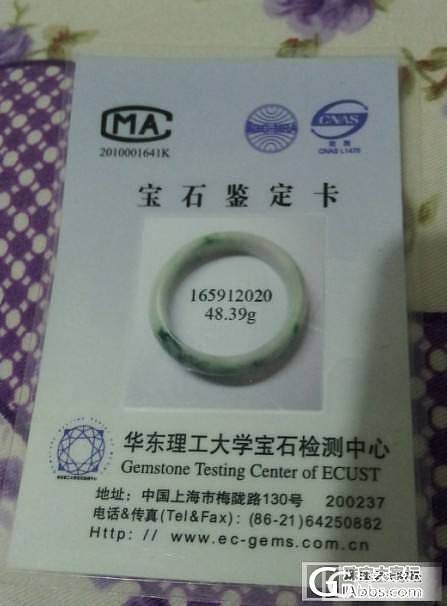 CMA
2010001641K
CNAS
CNAS L1470
宝石鉴定卡
165912020
48.39g
华东理工大学宝石检测中心
Gemstone Testing Center of ECUST
地址: 中国上海市梅陇路130号 200237
电话&传真(Tel&Fax): (86-21)64250882
Http: // www.ec-gems.com.cn